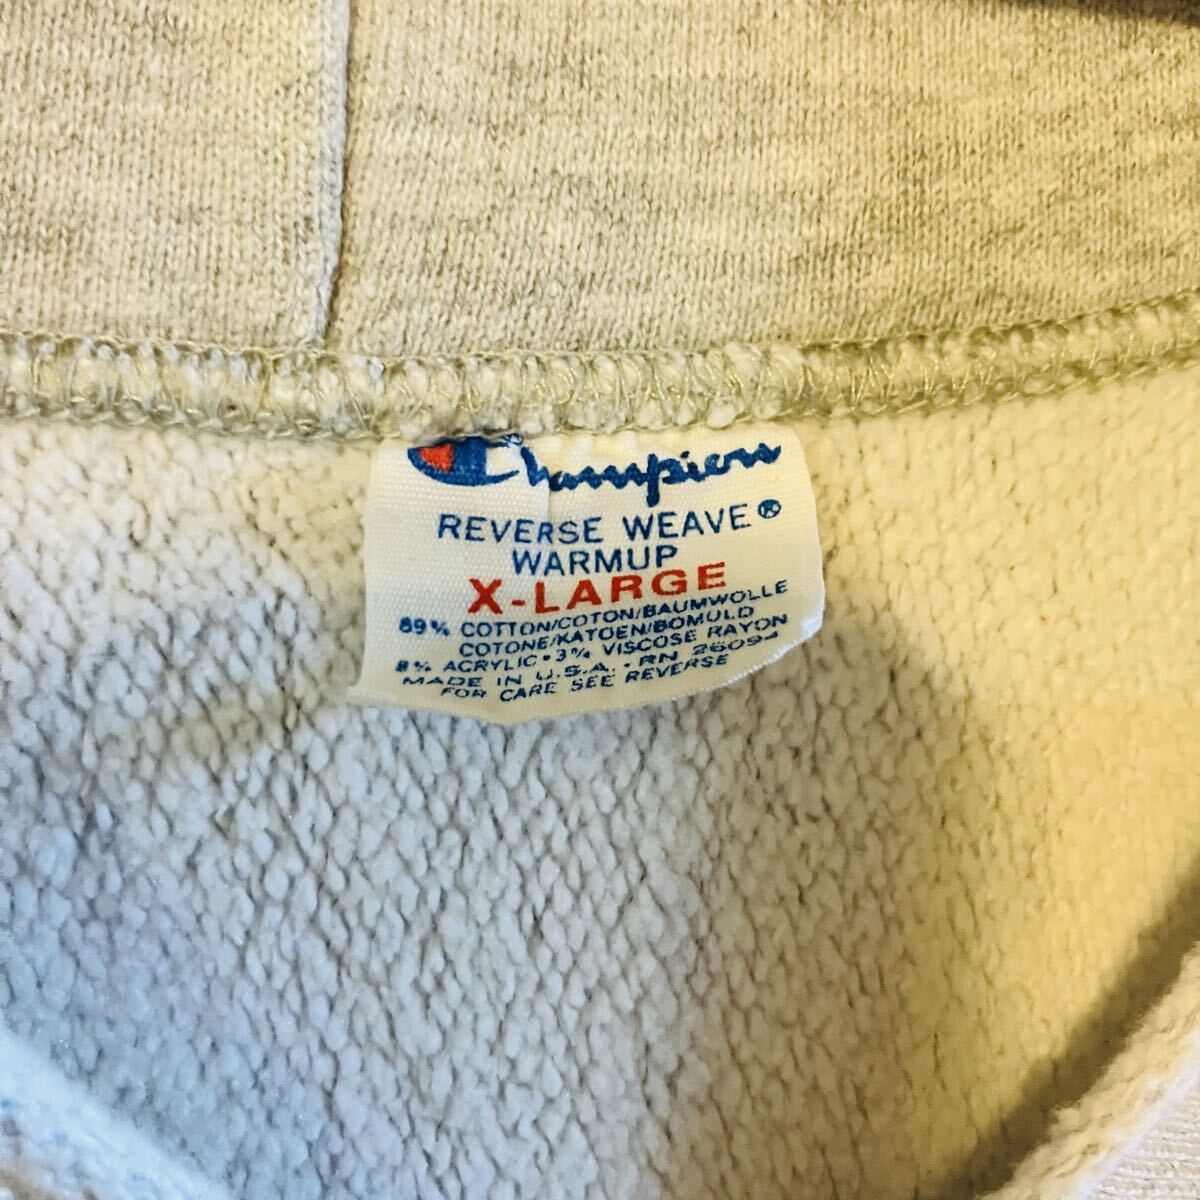 Champion
REVERSE WEAVE®
WARMUP
X-LARGE
89% COTTON/COTON/BAUMWOLLE
COTONE/KATOEN/BOMULD
8% ACRYLIC • 3% VISCOSE RAYON
MADE IN U.S.A. • RN 26094
FOR CARE SEE REVERSE